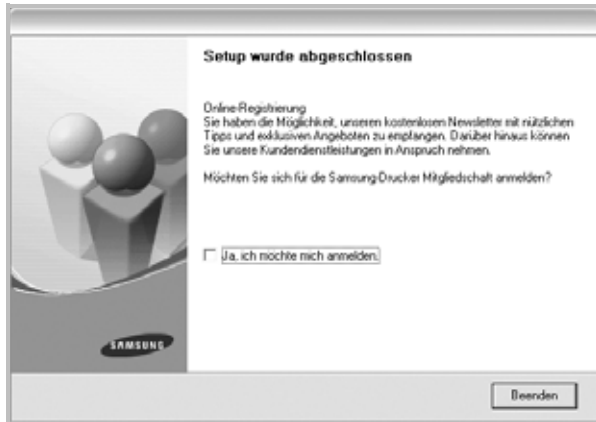 Setup wurde abgeschlossen
Online-Registrierung
Sie haben die Möglichkeit, unseren kostenlosen Newsletter mit nützlichen
Tipps und exklusiven Angeboten zu empfangen. Darüber hinaus können
Sie unsere Kundendienstleistungen in Anspruch nehmen.
Möchten Sie sich für die Samsung-Drucker Mitgliedschaft anmelden?
Ja, ich möchte mich anmelden.
SAMSUNG
Beenden